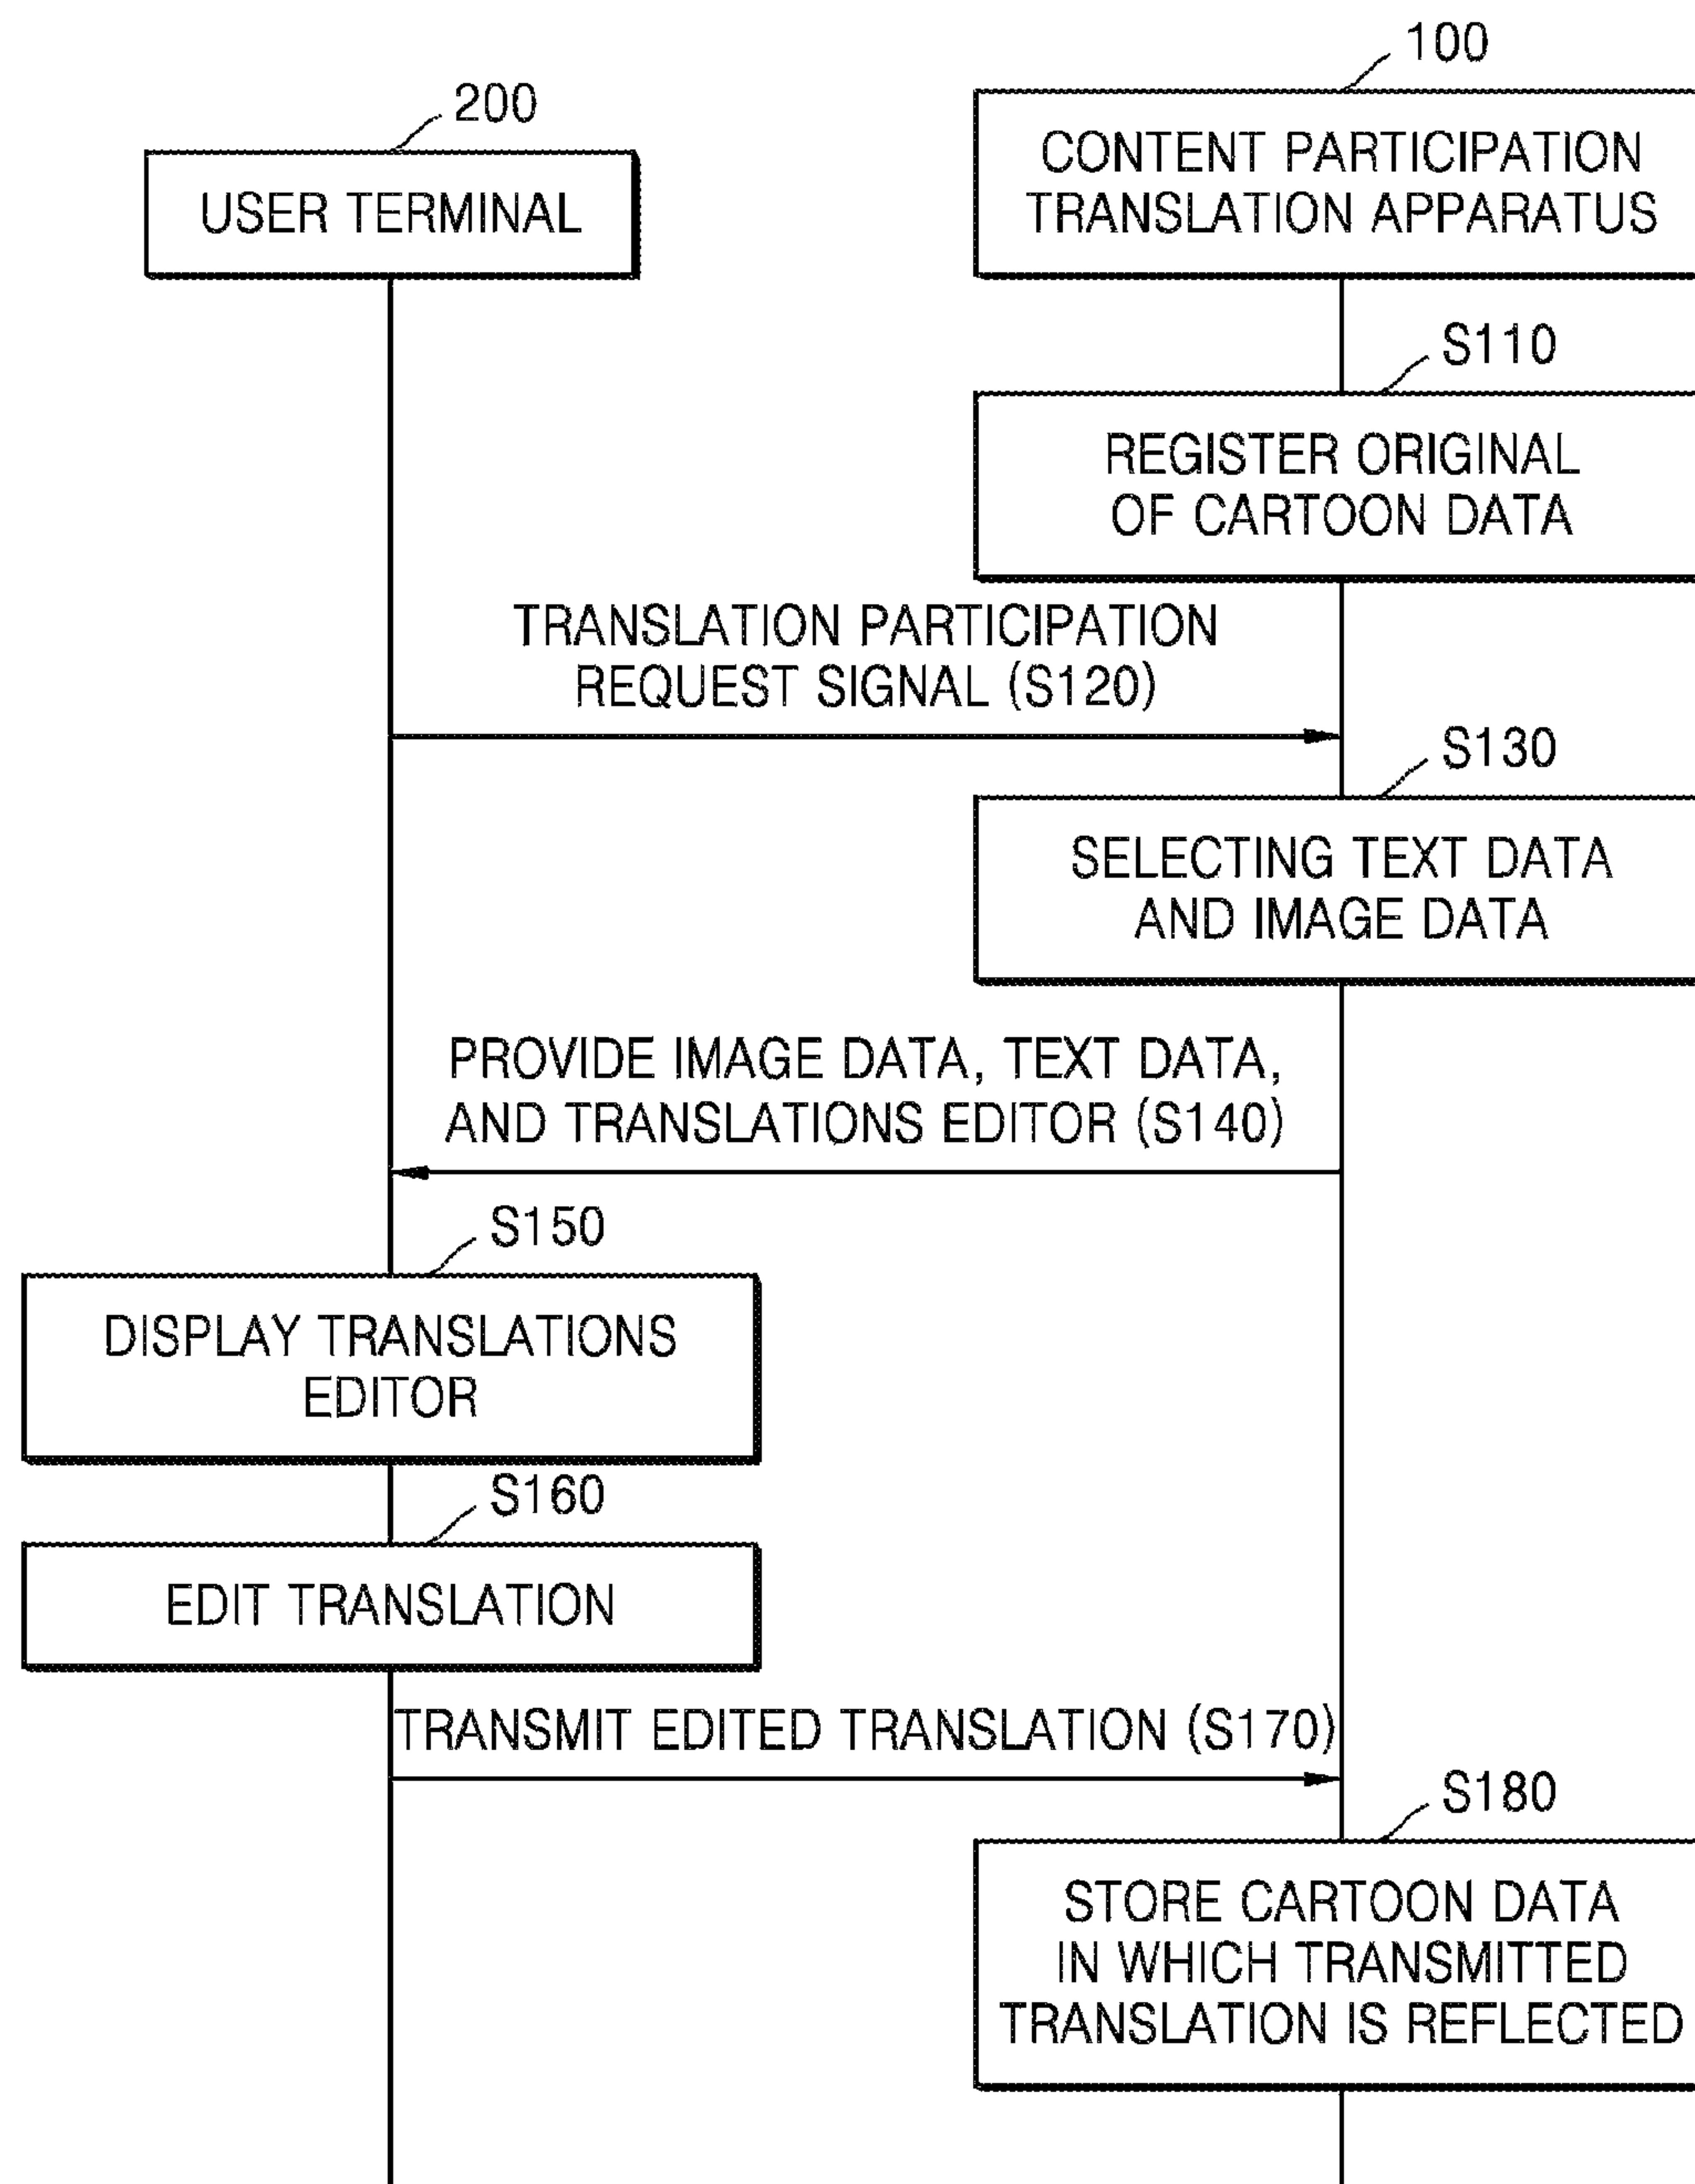 100
200
CONTENT PARTICIPATION
TRANSLATION APPARATUS
USER TERMINAL
S110
REGISTER ORIGINAL
OF CARTOON DATA
TRANSLATION PARTICIPATION
REQUEST SIGNAL (S120)
S130
SELECTING TEXT DATA
AND IMAGE DATA
PROVIDE IMAGE DATA, TEXT DATA,
AND TRANSLATIONS EDITOR (S140)
S150
DISPLAY TRANSLATIONS
EDITOR
S160
EDIT TRANSLATION
TRANSMIT EDITED TRANSLATION (S170)
S180
STORE CARTOON DATA
IN WHICH TRANSMITTED
TRANSLATION IS REFLECTED